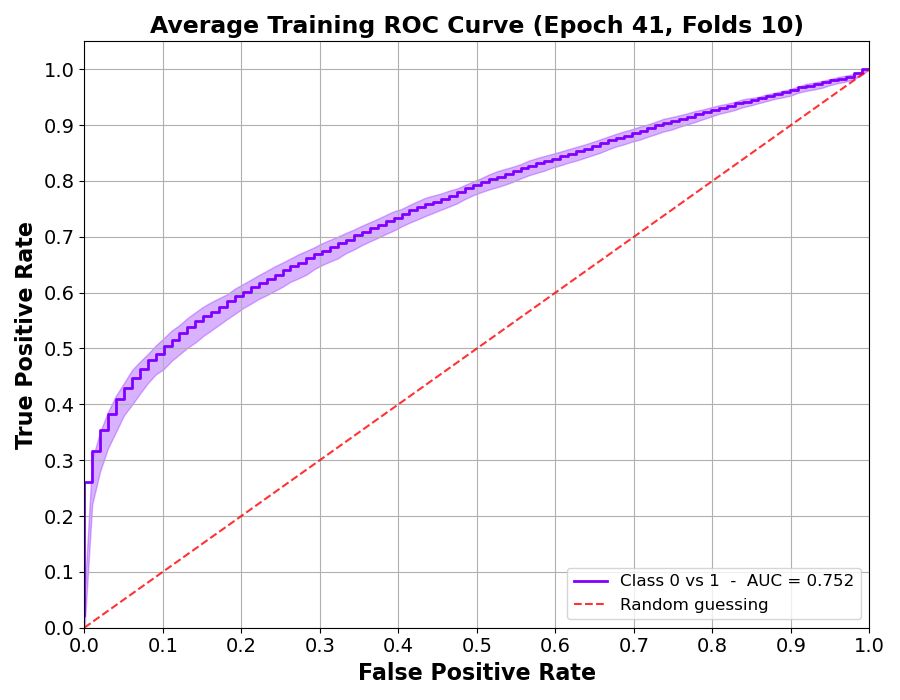 Average Training ROC Curve (Epoch 41, Folds 10)
True Positive Rate
1.0
0.9
0.8
0.7
0.6
0.5
0.4
0.3
0.2
0.1
0.0
Class 0 vs 1 - AUC = 0.752
Random guessing
0.0 0.1 0.2 0.3 0.4 0.5 0.6 0.7 0.8 0.9 1.0
False Positive Rate